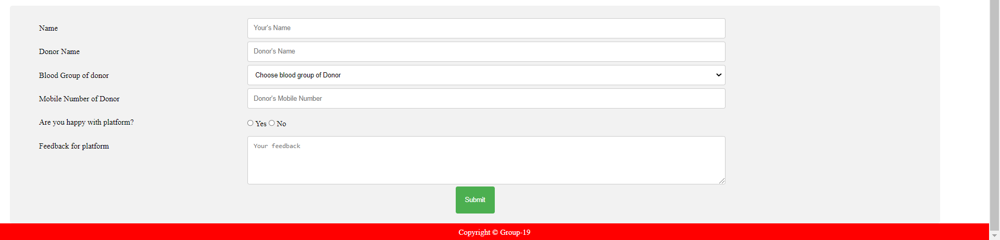 Name Your's Name
Donor Name Donor's Name
Blood Group of donor Choose blood group of Donor
Mobile Number of Donor Donor's Mobile Number
Are you happy with platform? Yes No
Feedback for platform Your feedback
Submit
Copyright © Group-19